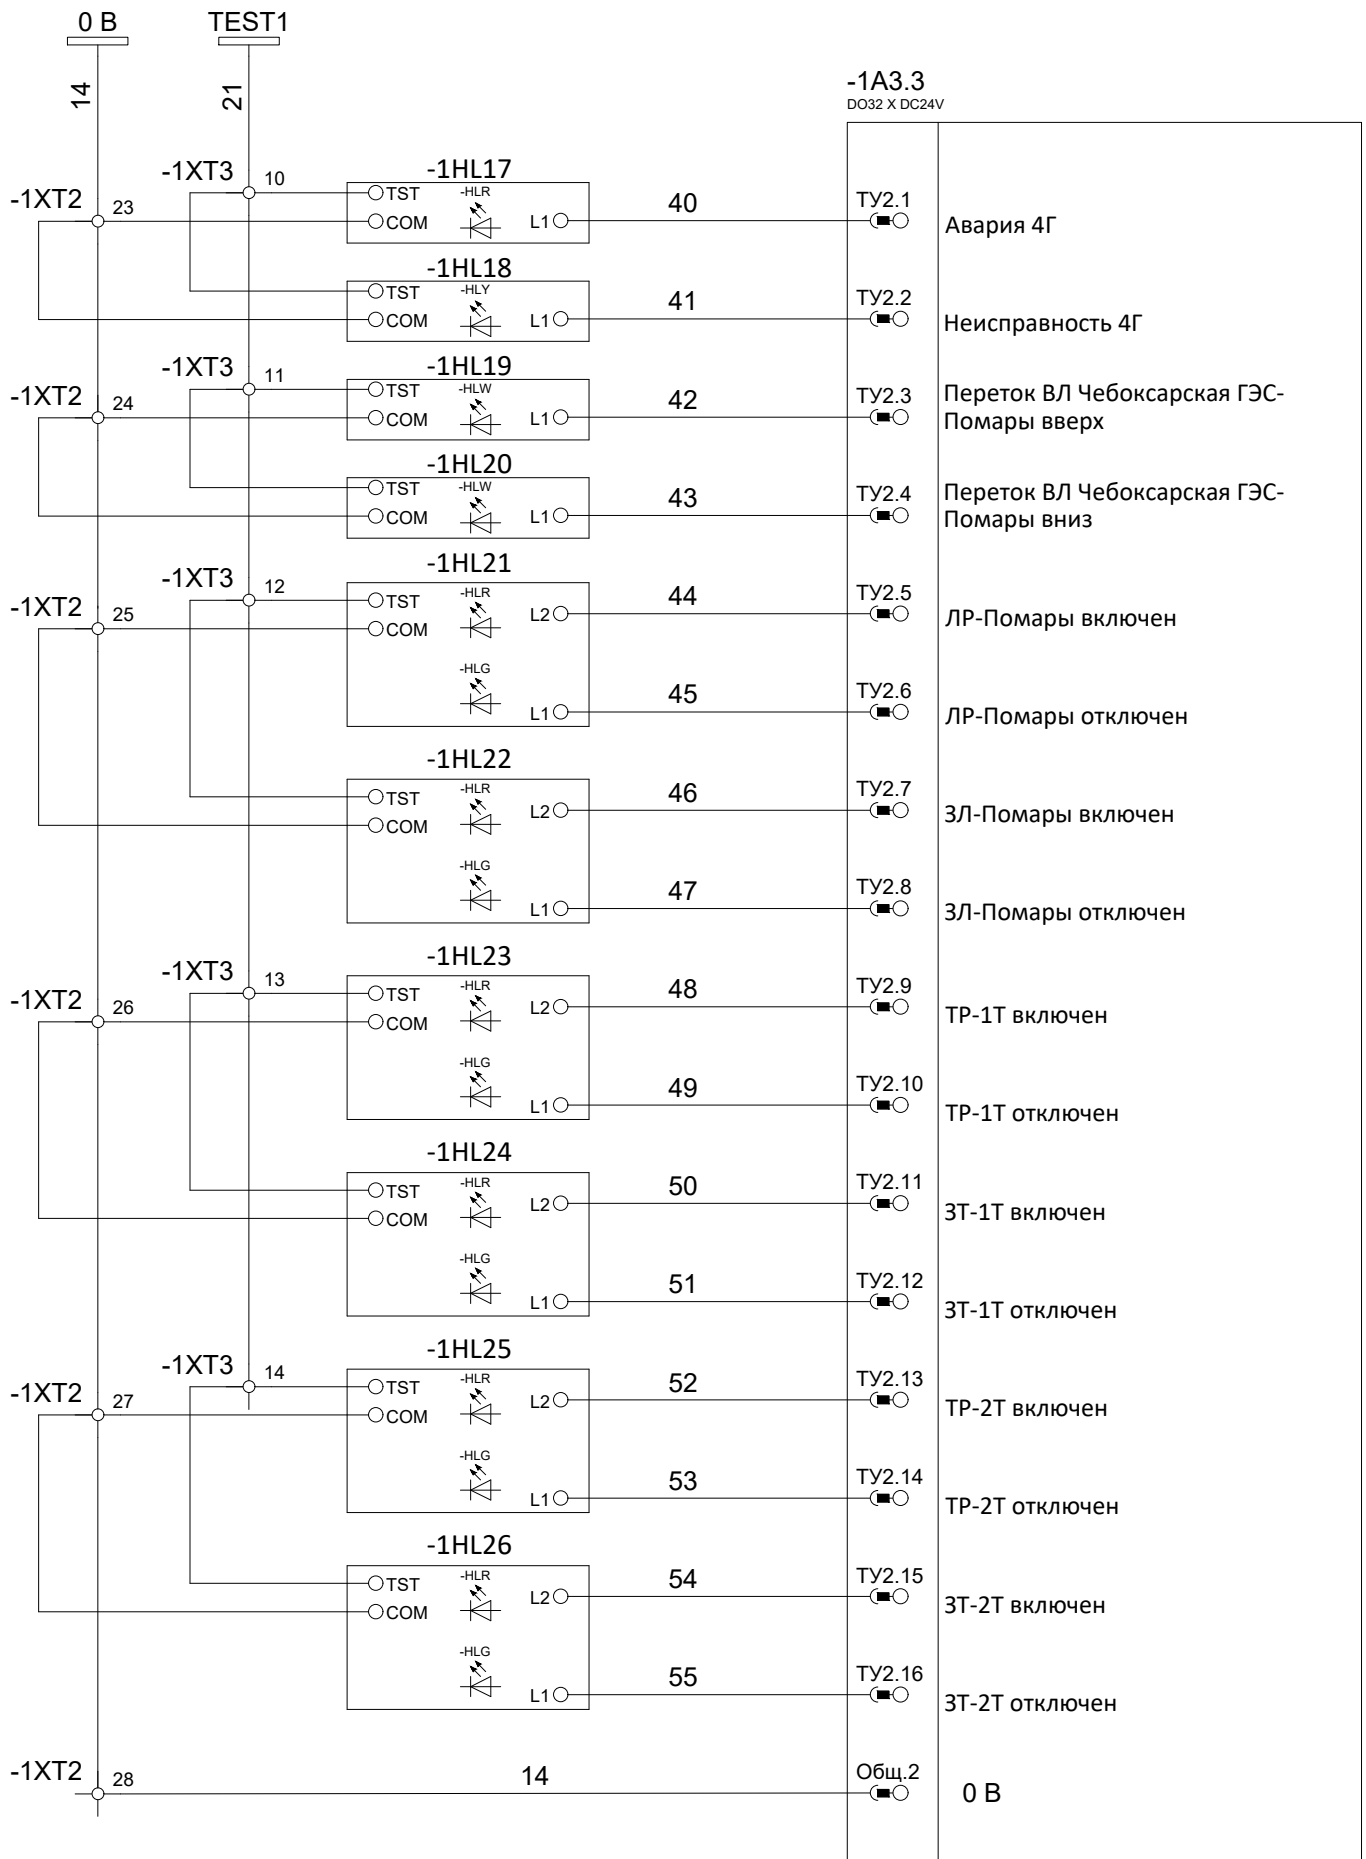 0 В
TEST1
14
21
-1A3.3
DO32 X DC24V
-1XT3
10
-1XT2
23
-1HL17
TST
COM
-HLR
L1
40
ТУ2.1
Авария 4Г
-1HL18
TST
COM
-HLY
L1
41
ТУ2.2
Неисправность 4Г
-1XT3
11
-1XT2
24
-1HL19
TST
COM
-HLW
L1
42
ТУ2.3
Переток ВЛ Чебоксарская ГЭС-
Помары вверх
-1HL20
TST
COM
-HLW
L1
43
ТУ2.4
Переток ВЛ Чебоксарская ГЭС-
Помары вниз
-1XT3
12
-1XT2
25
-1HL21
TST
COM
-HLR
L2
44
ТУ2.5
ЛР-Помары включен
-HLG
L1
45
ТУ2.6
ЛР-Помары отключен
-1HL22
TST
COM
-HLR
L2
46
ТУ2.7
ЗЛ-Помары включен
-HLG
L1
47
ТУ2.8
ЗЛ-Помары отключен
-1XT3
13
-1XT2
26
-1HL23
TST
COM
-HLR
L2
48
ТУ2.9
ТР-1Т включен
-HLG
L1
49
ТУ2.10
ТР-1Т отключен
-1HL24
TST
COM
-HLR
L2
50
ТУ2.11
ЗТ-1Т включен
-HLG
L1
51
ТУ2.12
ЗТ-1Т отключен
-1XT3
14
-1XT2
27
-1HL25
TST
COM
-HLR
L2
52
ТУ2.13
ТР-2Т включен
-HLG
L1
53
ТУ2.14
ТР-2Т отключен
-1HL26
TST
COM
-HLR
L2
54
ТУ2.15
ЗТ-2Т включен
-HLG
L1
55
ТУ2.16
ЗТ-2Т отключен
-1XT2
28
14
Общ.2
0 В